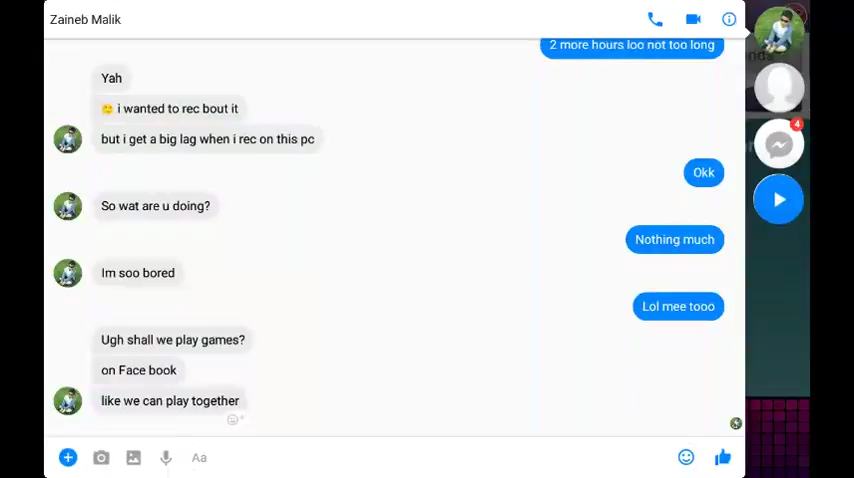 Zaineb Malik
2 more hours loo not too long
Yah
i wanted to rec bout it
but i get a big lag when i rec on this pc
Okk
So wat are u doing?
Nothing much
Im soo bored
Lol mee tooo
Ugh shall we play games?
on Face book
like we can play together
Aa
4